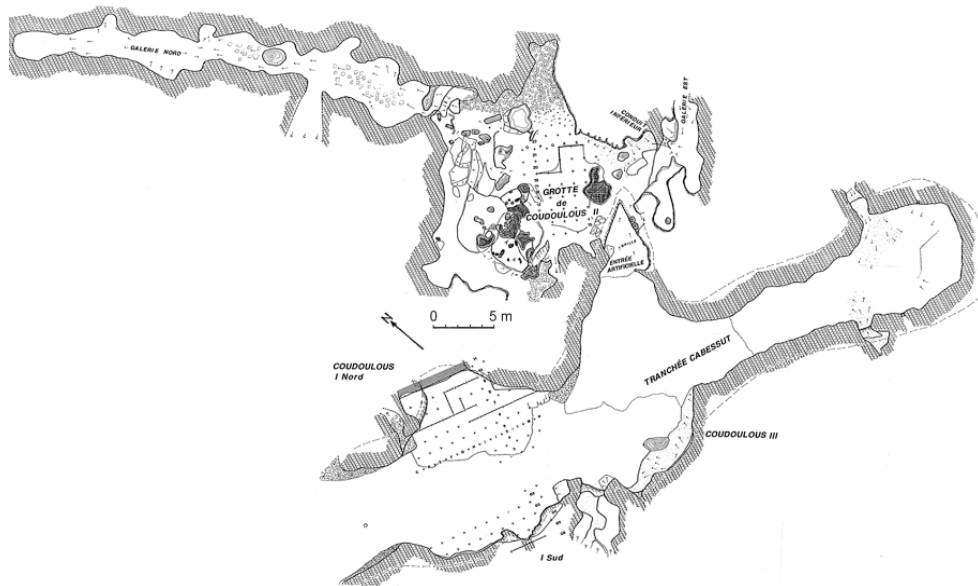 GALERIE NORD
CONDUIT
INFÉRIEUR
GALERIE EST
GROTTE
de
COUDOULOUS II
GRILLE
ENTRÉE
ARTIFICIELLE
0 5 m
N
COUDOULOUS
I Nord
TRANCHÉE CABESSUT
COUDOULOUS III
I Sud